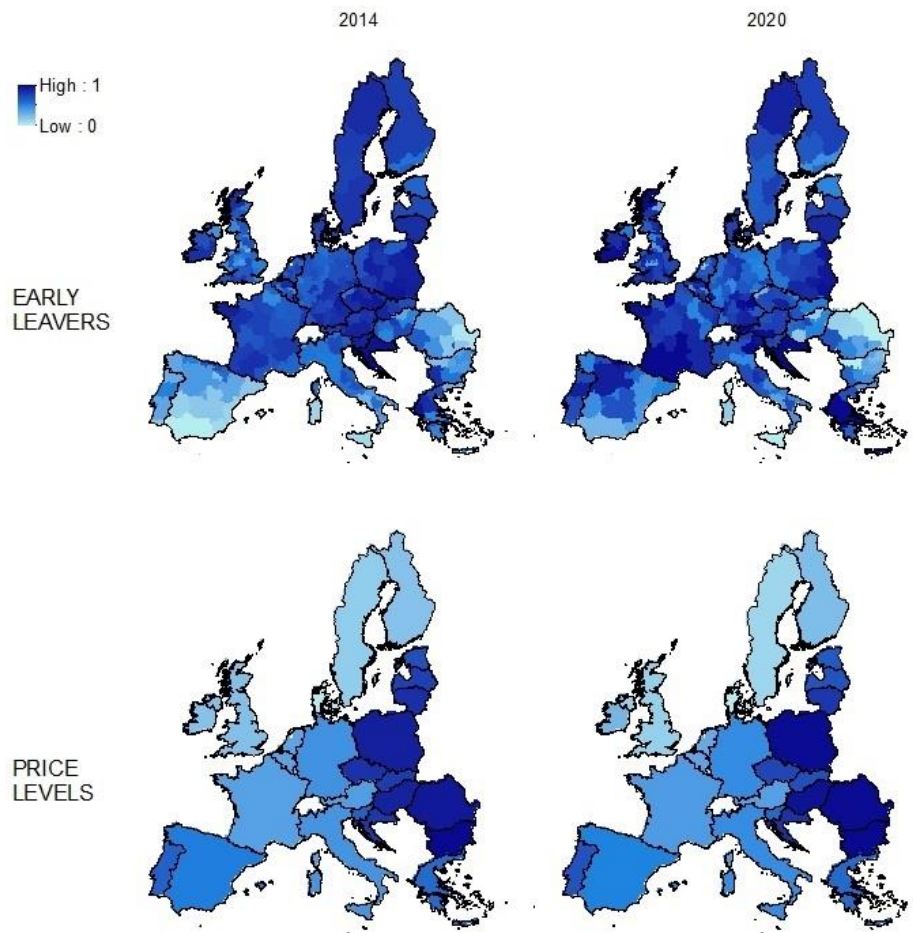 2014
2020
High : 1
Low : 0
EARLY
LEAVERS
PRICE
LEVELS